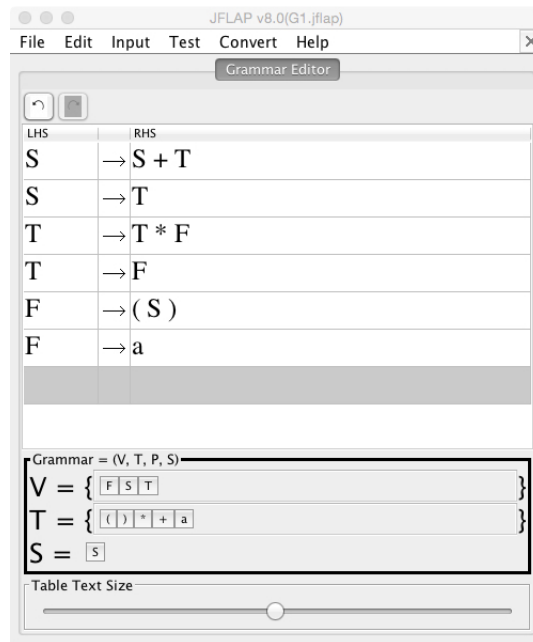 JFLAP v8.0(G1.jflap)
File Edit Input Test Convert Help
Grammar Editor
LHS RHS
S → S + T
S → T
T → T * F
T → F
F → ( S )
F → a
Grammar = (V, T, P, S)
V = { F S T }
T = { ( ) * + a }
S = S
Table Text Size